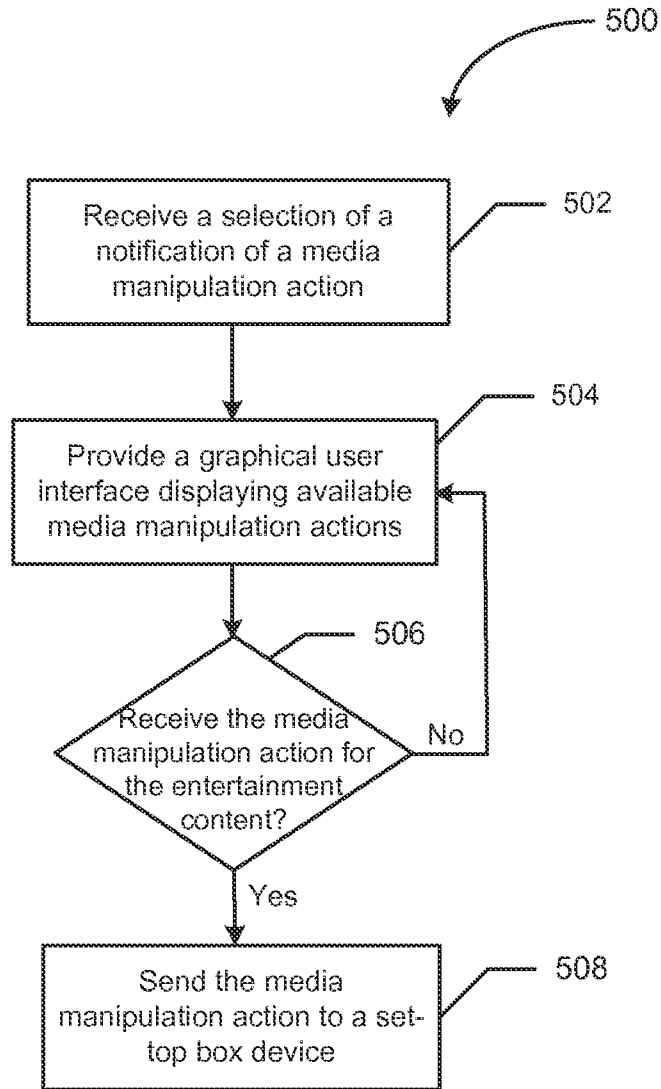 500
Receive a selection of a
notification of a media
manipulation action
502
504
Provide a graphical user
interface displaying available
media manipulation actions
506
Receive the media
manipulation action for
the entertainment
content?
No
Yes
Send the media
manipulation action to a set-
top box device
508